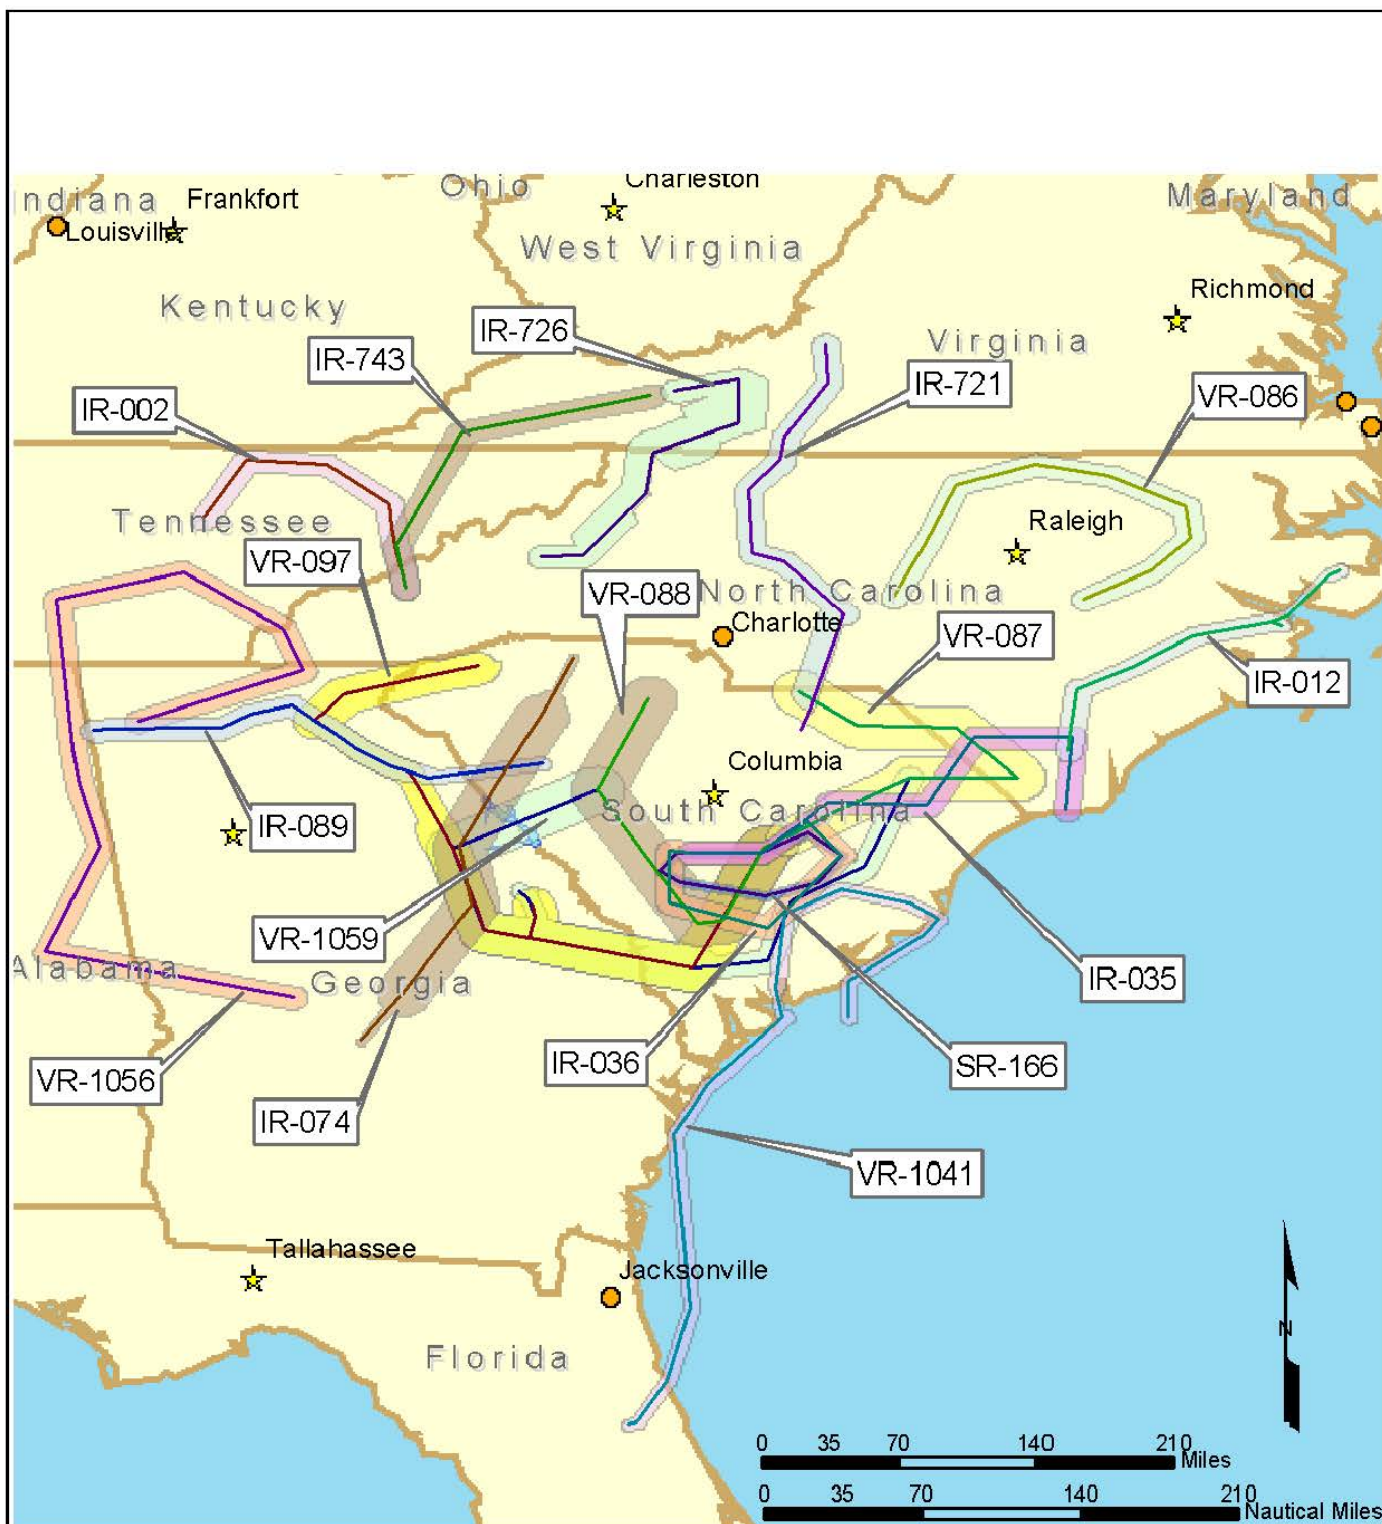 Ohio
Charleston
Maryland
Indiana
Frankfort
Louisville
West Virginia
Richmond
Kentucky
IR-726
Virginia
IR-743
IR-721
VR-086
IR-002
Tennessee
Raleigh
VR-097
VR-088
North Carolina
Charlotte
VR-087
IR-012
Columbia
South Carolina
IR-089
VR-1059
Alabama
Georgia
IR-035
IR-036
SR-166
VR-1056
IR-074
VR-1041
Tallahassee
Jacksonville
Florida
N
0 35 70 140 210
Miles
0 35 70 140 210
Nautical Miles